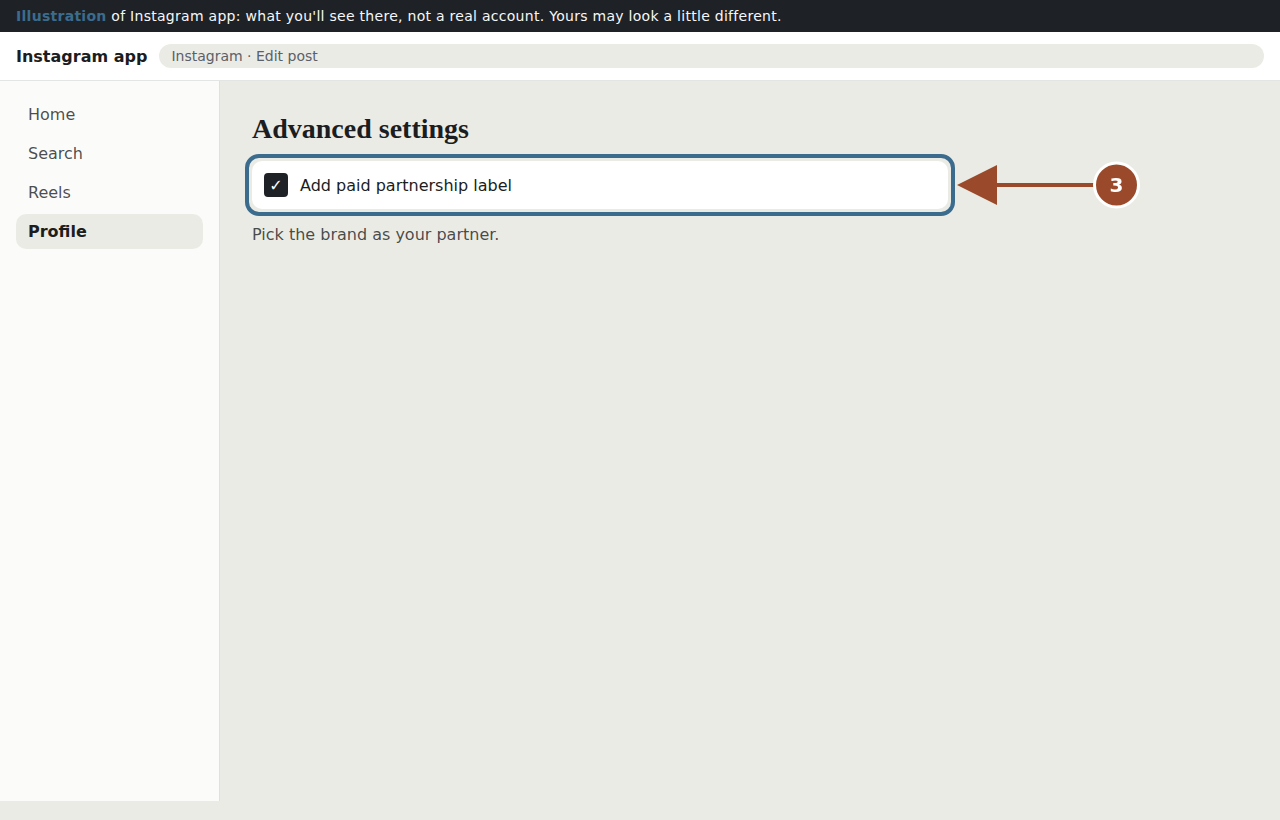 Illustration of Instagram app: what you'll see there, not a real account. Yours may look a little different.
Instagram app
Instagram · Edit post
Home
Search
Reels
Profile
Advanced settings
✓ Add paid partnership label
3
Pick the brand as your partner.